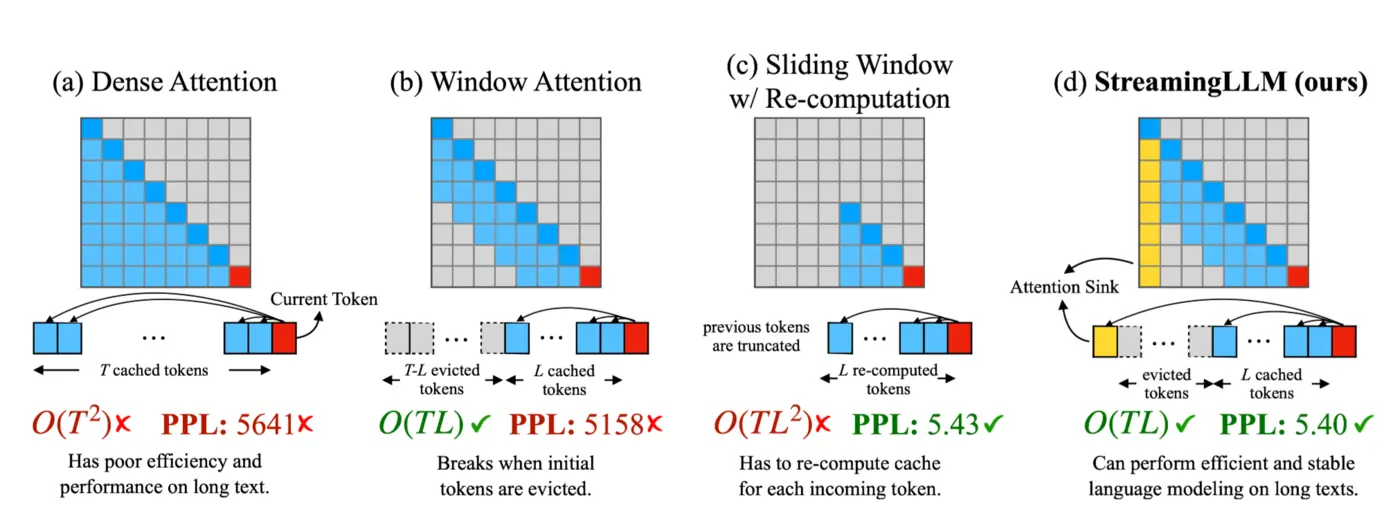 (a) Dense Attention
(b) Window Attention
(c) Sliding Window
w/ Re-computation
(d) StreamingLLM (ours)
Current Token
...
T cached tokens
...
...
T-L evicted
tokens
L cached
tokens
previous tokens
are truncated
...
L re-computed
tokens
Attention Sink
...
...
evicted
tokens
L cached
tokens
O(T²)✗ PPL: 5641✗
Has poor efficiency and
performance on long text.
O(TL)✓ PPL: 5158✗
Breaks when initial
tokens are evicted.
O(TL²)✗ PPL: 5.43✓
Has to re-compute cache
for each incoming token.
O(TL)✓ PPL: 5.40✓
Can perform efficient and stable
language modeling on long texts.